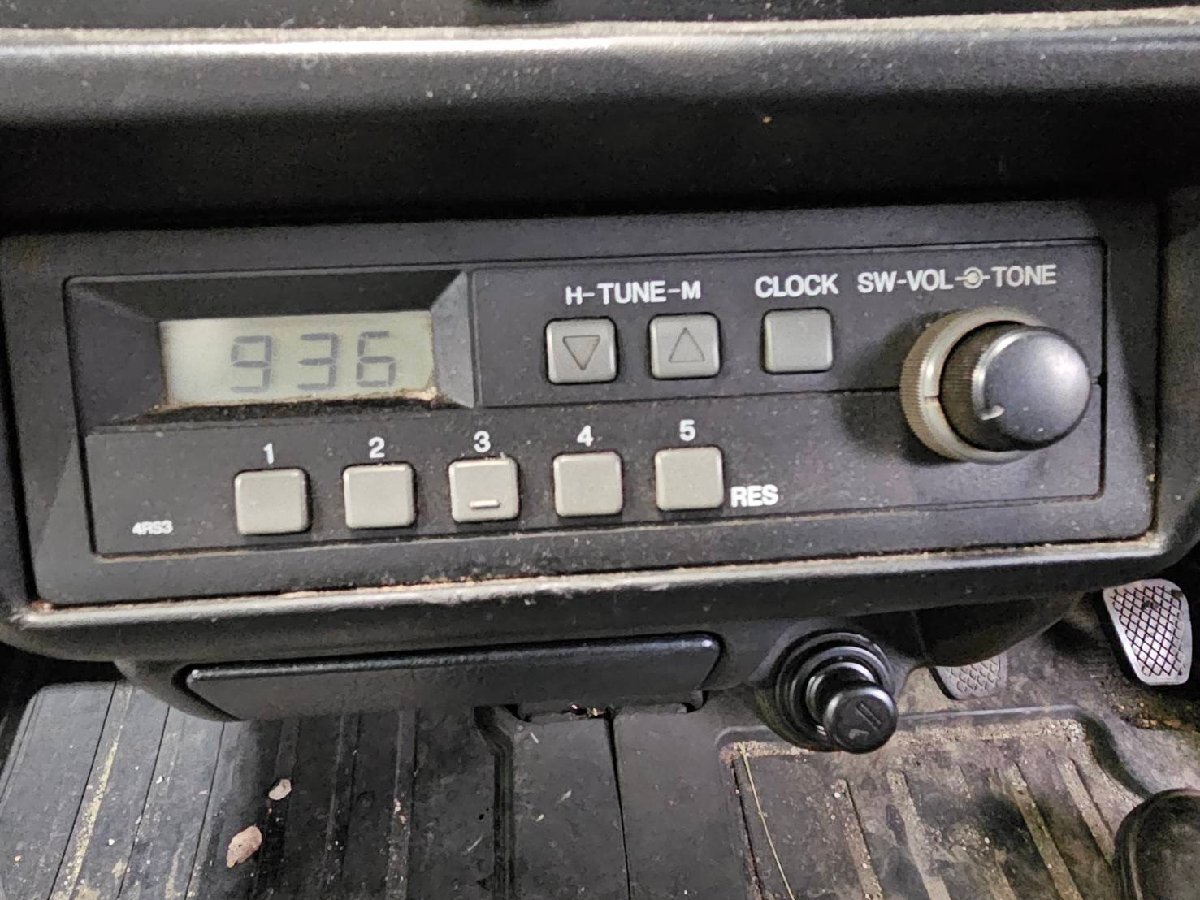 H-TUNE-M CLOCK SW-VOL-TONE
936
1 2 3 4 5
RES
4RS3